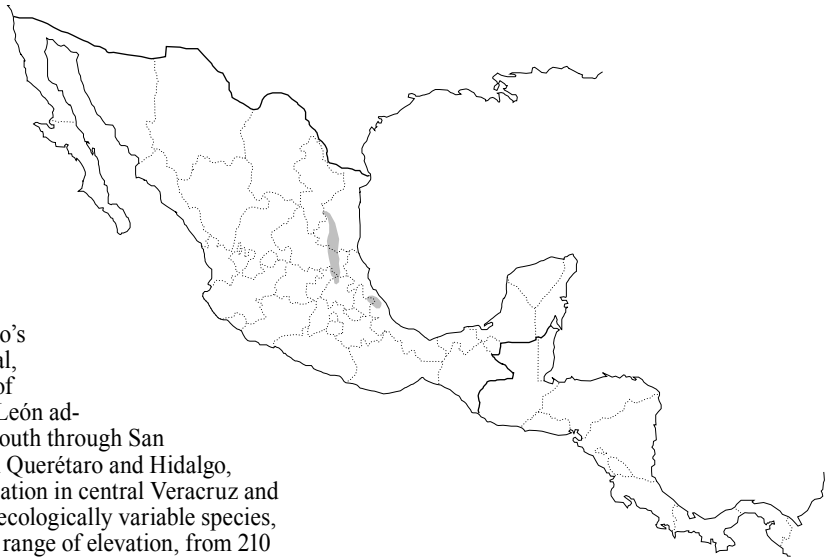 o’s
al,
of
León ad-
outh through San
Querétaro and Hidalgo,
ation in central Veracruz and
ecologically variable species,
range of elevation, from 210